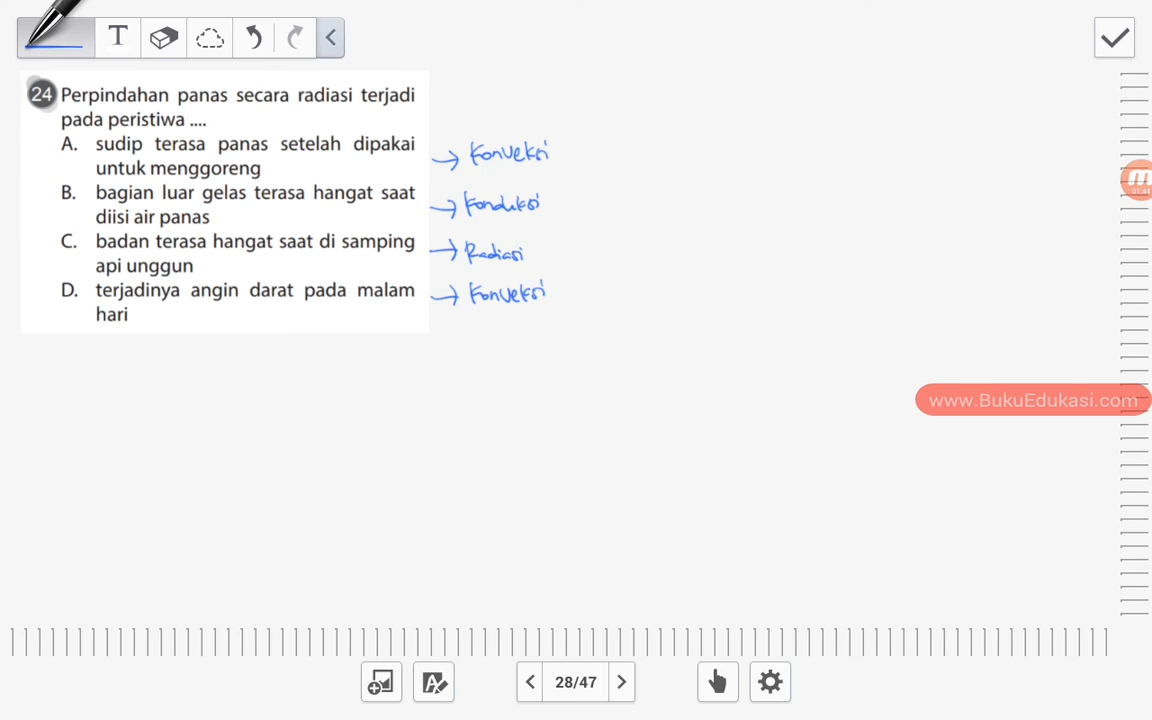 T
24 Perpindahan panas secara radiasi terjadi
pada peristiwa ....
A. sudip terasa panas setelah dipakai
untuk menggoreng
→ Konveksi
B. bagian luar gelas terasa hangat saat
diisi air panas
→ Konduksi
C. badan terasa hangat saat di samping
api unggun
→ Radiasi
D. terjadinya angin darat pada malam
hari
→ Konveksi
01:44
www.BukuEdukasi.com
28/47